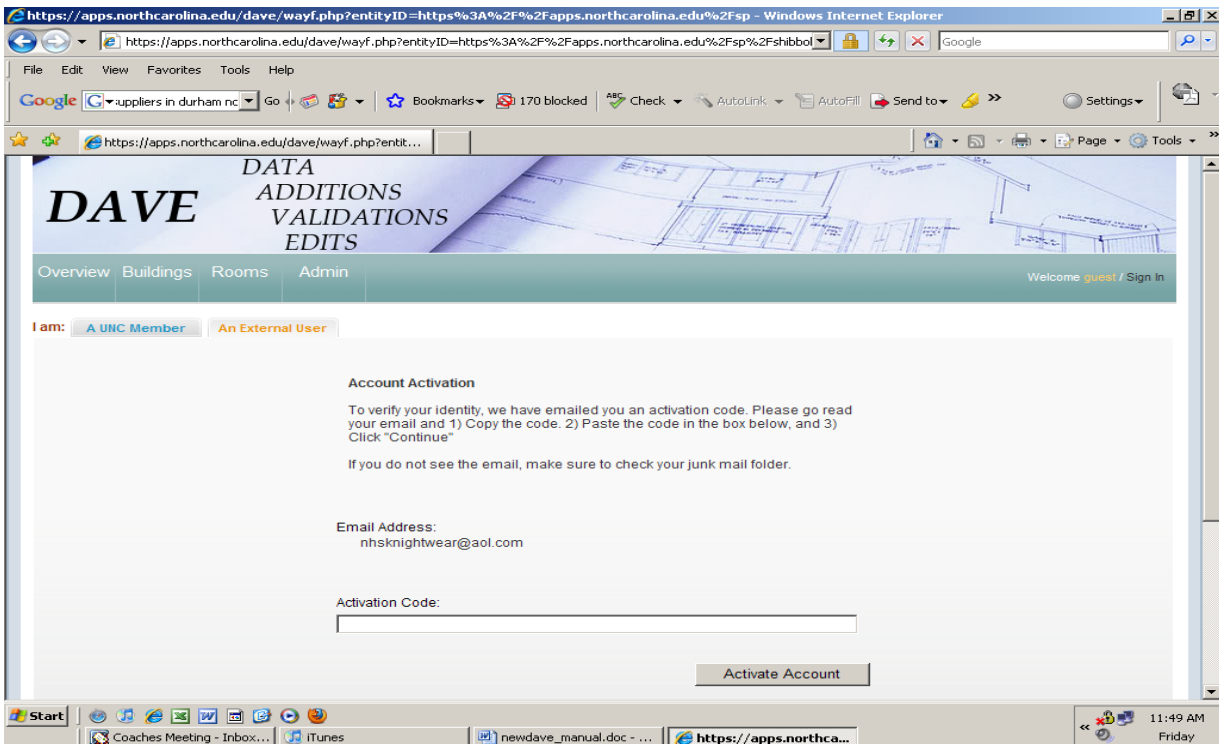 https://apps.northcarolina.edu/dave/wayf.php?entityID=https%3A%2F%2Fapps.northcarolina.edu%2Fsp - Windows Internet Explorer
https://apps.northcarolina.edu/dave/wayf.php?entityID=https%3A%2F%2Fapps.northcarolina.edu%2Fsp%2Fshibbol
Google
File Edit View Favorites Tools Help
Google G uppliers in durham nc Go Bookmarks 170 blocked ABC Check AutoLink AutoFill Send to >> Settings
https://apps.northcarolina.edu/dave/wayf.php?entit... Page Tools >>
DAVE
DATA
ADDITIONS
VALIDATIONS
EDITS
Overview Buildings Rooms Admin Welcome guest / Sign In
I am: A UNC Member An External User
Account Activation
To verify your identity, we have emailed you an activation code. Please go read
your email and 1) Copy the code. 2) Paste the code in the box below, and 3)
Click "Continue"
If you do not see the email, make sure to check your junk mail folder.
Email Address:
nhsknightwear@aol.com
Activation Code:
Activate Account
Start << 11:49 AM
Coaches Meeting - Inbox... iTunes newdave_manual.doc - ... https://apps.northca... Friday